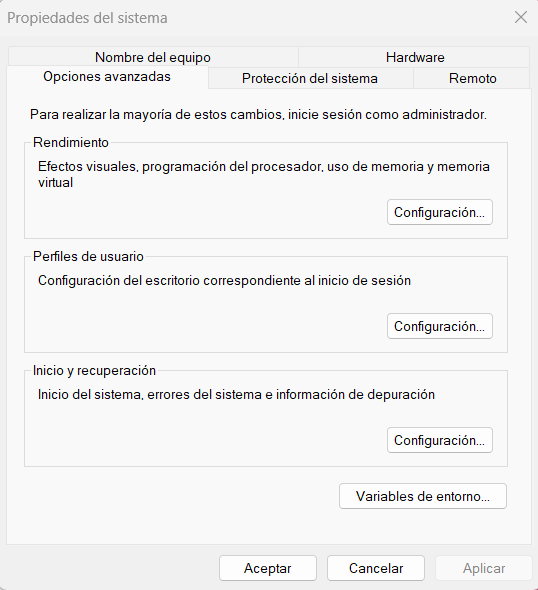 Propiedades del sistema
Nombre del equipo
Hardware
Opciones avanzadas
Protección del sistema
Remoto
Para realizar la mayoría de estos cambios, inicie sesión como administrador.
Rendimiento
Efectos visuales, programación del procesador, uso de memoria y memoria
virtual
Configuración...
Perfiles de usuario
Configuración del escritorio correspondiente al inicio de sesión
Configuración...
Inicio y recuperación
Inicio del sistema, errores del sistema e información de depuración
Configuración...
Variables de entorno...
Aceptar
Cancelar
Aplicar